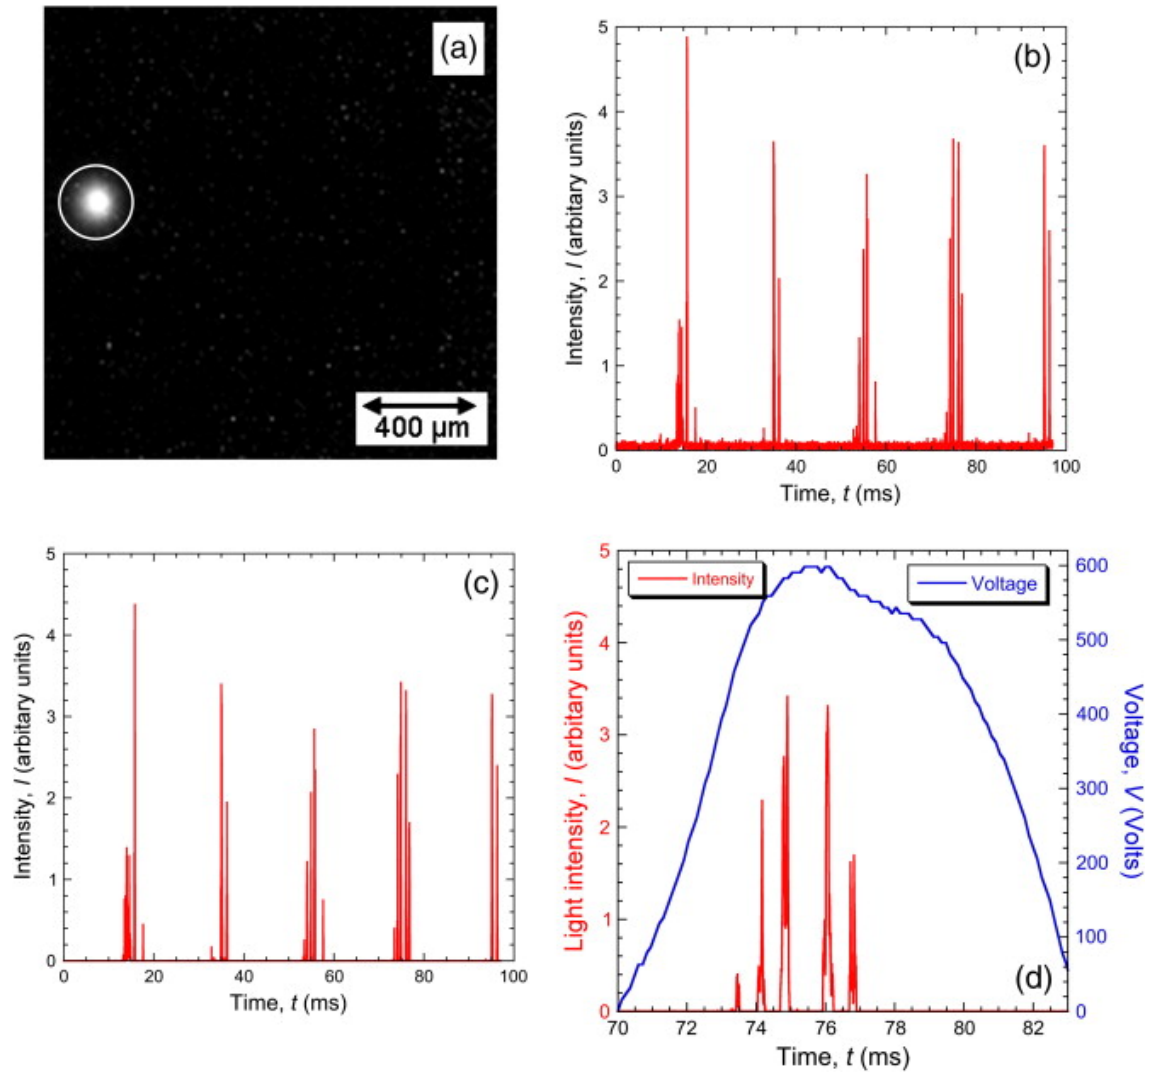 (a)
400 µm
(b)
Intensity, I (arbitary units)
5
4
3
2
1
0
0 20 40 60 80 100
Time, t (ms)
(c)
Intensity, I (arbitary units)
5
4
3
2
1
0
0 20 40 60 80 100
Time, t (ms)
(d)
Intensity
Voltage
Light intensity, I (arbitary units)
5
4
3
2
1
0
70 72 74 76 78 80 82
Time, t (ms)
600
500
400
300
200
100
0
Voltage, V (Volts)